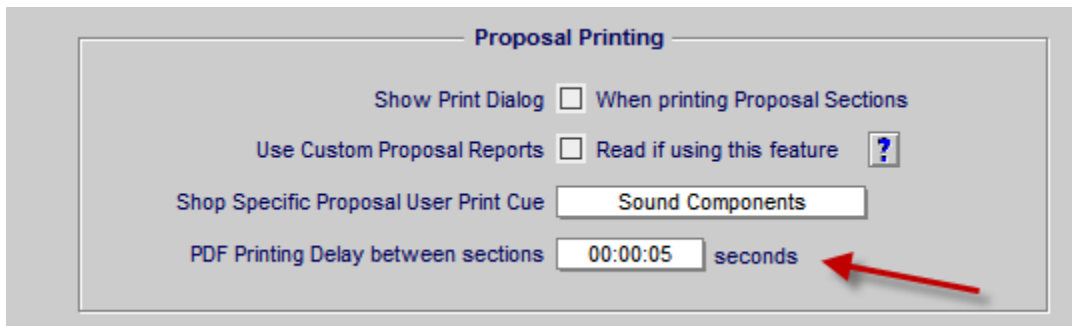 Proposal Printing
Show Print Dialog When printing Proposal Sections
Use Custom Proposal Reports Read if using this feature ?
Shop Specific Proposal User Print Cue Sound Components
PDF Printing Delay between sections 00:00:05 seconds